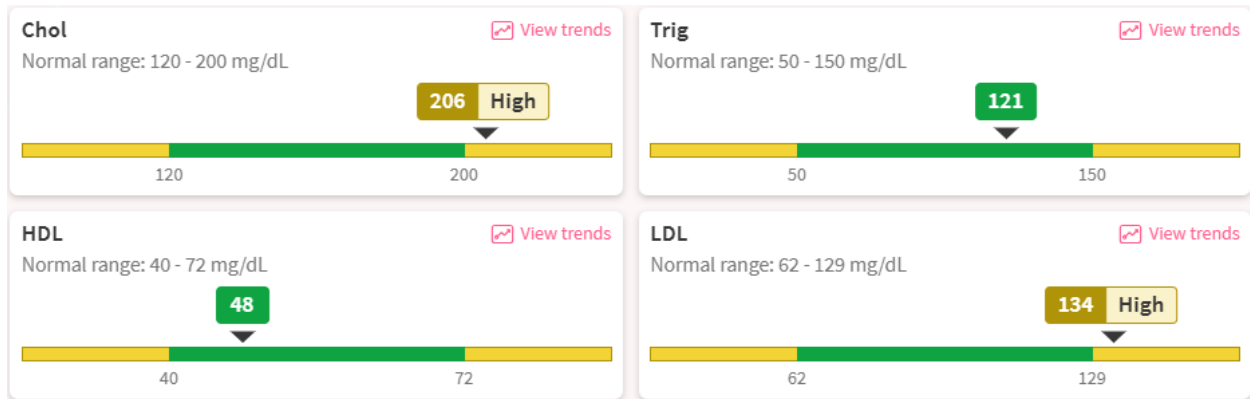 Chol View trends
Normal range: 120 - 200 mg/dL
206 High
120 200
Trig View trends
Normal range: 50 - 150 mg/dL
121
50 150
HDL View trends
Normal range: 40 - 72 mg/dL
48
40 72
LDL View trends
Normal range: 62 - 129 mg/dL
134 High
62 129